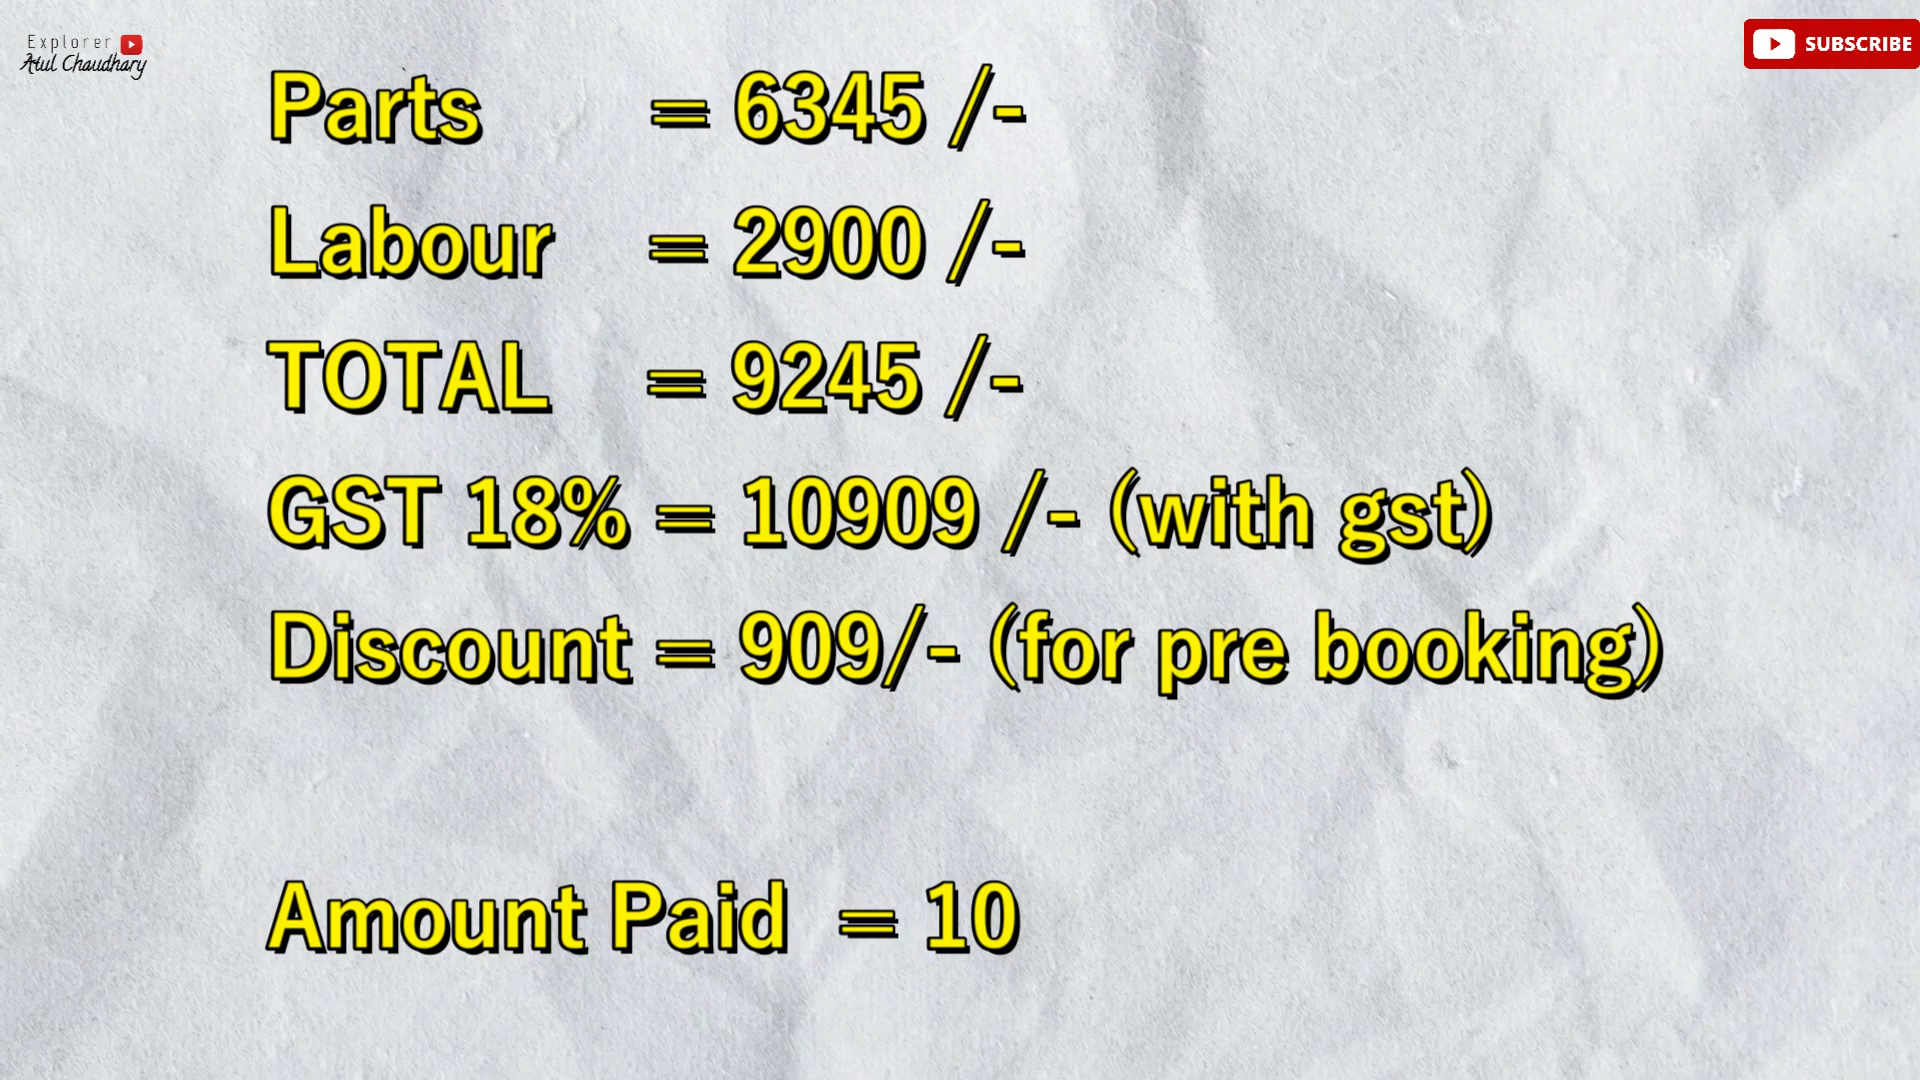 Explorer
Atul Chaudhary
SUBSCRIBE
Parts = 6345 /-
Labour = 2900 /-
TOTAL = 9245 /-
GST 18% = 10909 /- (with gst)
Discount = 909/- (for pre booking)
Amount Paid = 10